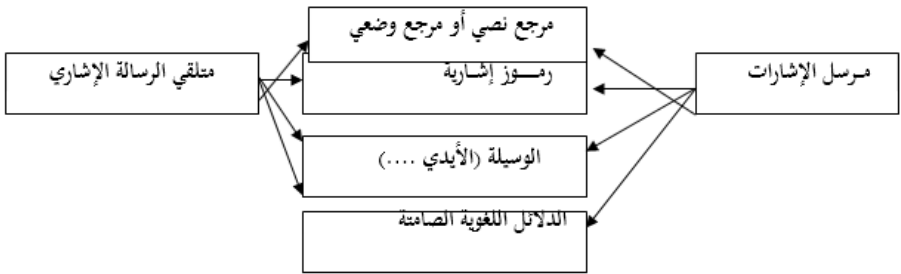 مرجع نصي أو مرجع وضعي
مـرسل الإشارات
رمـــوز إشـارية
متلقي الرسالة الإشاري
الوسيلة (الأيدي ....)
الدلائل اللغوية الصامتة